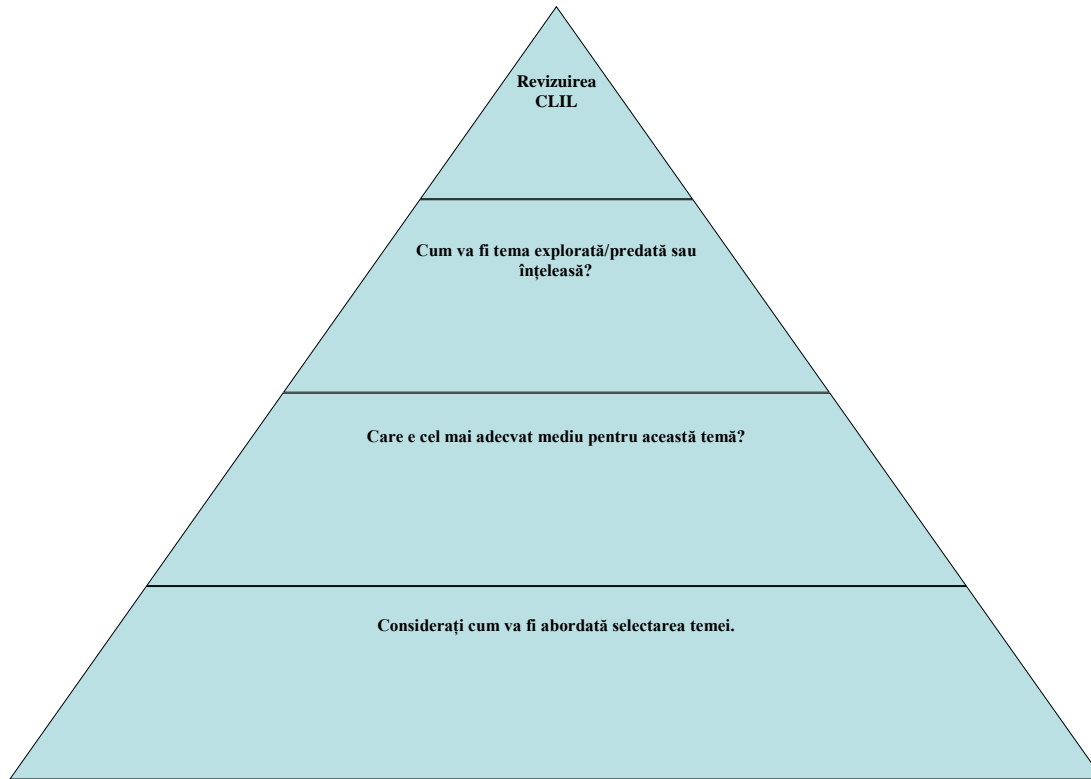 Revizuirea
CLIL
Cum va fi tema explorată/predată sau
înțeleasă?
Care e cel mai adecvat mediu pentru această temă?
Considerați cum va fi abordată selectarea temei.